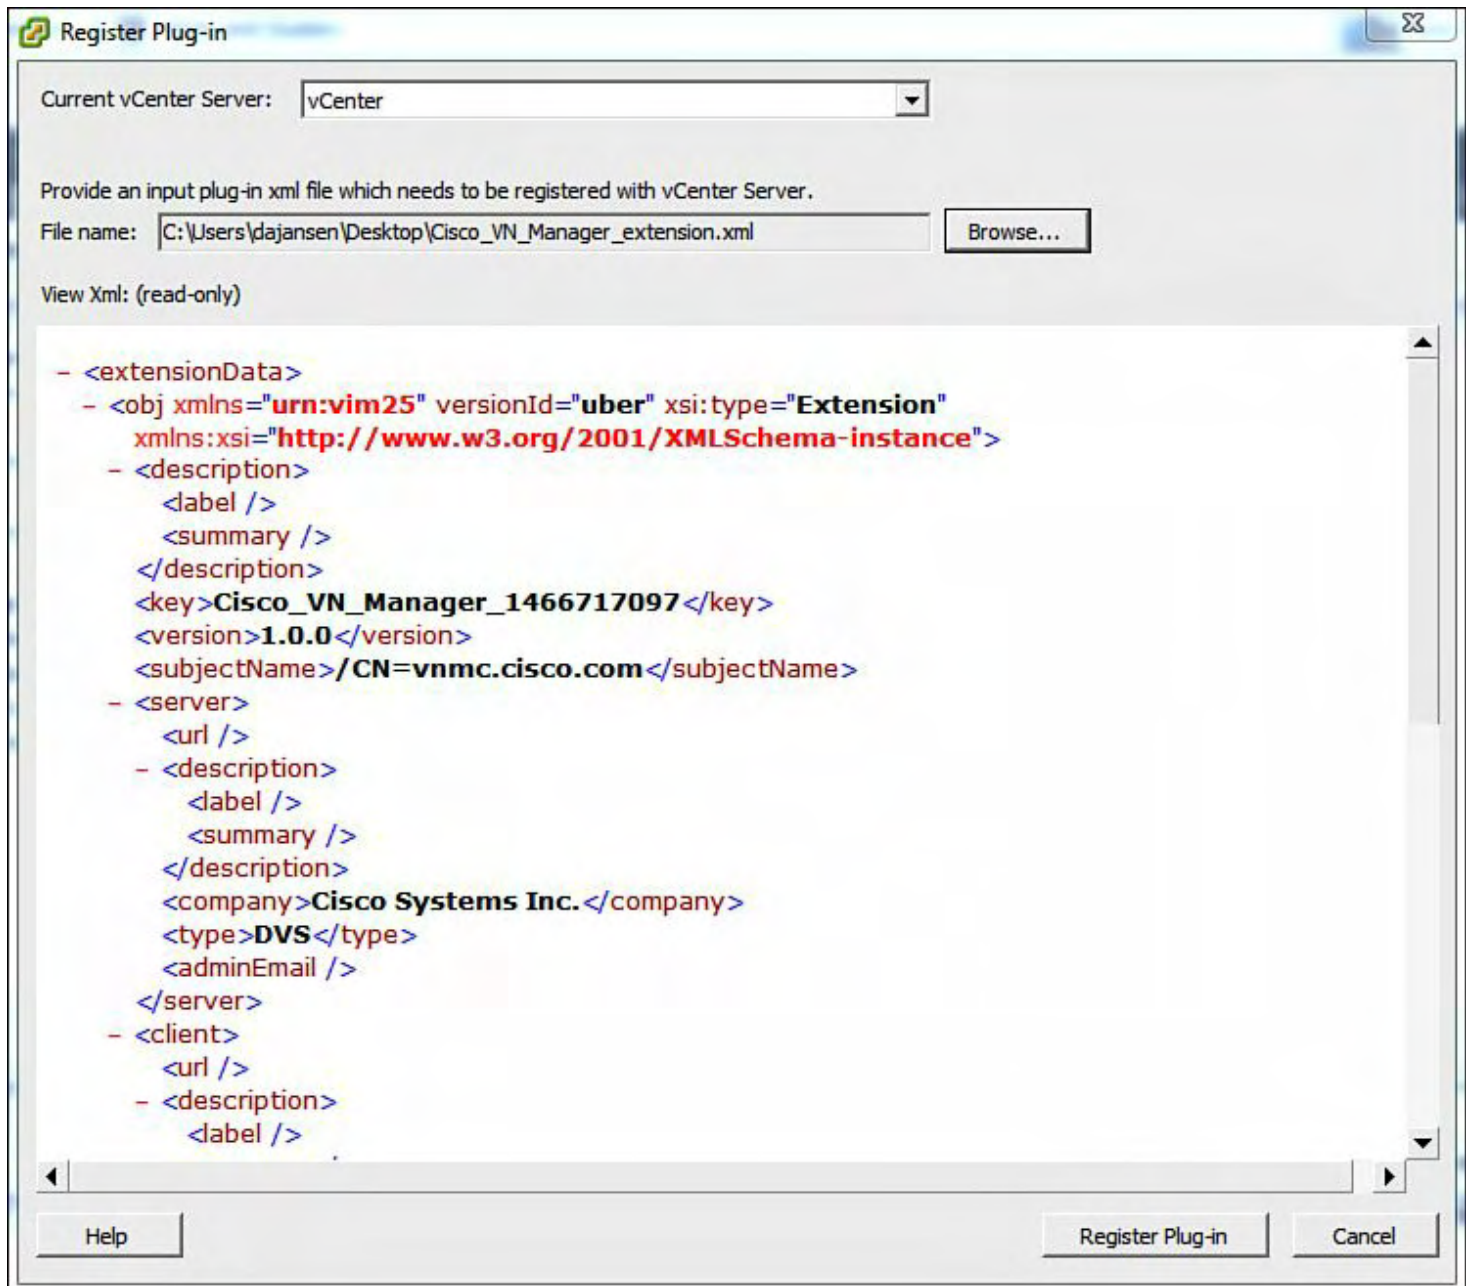 Register Plug-in
Current vCenter Server: vCenter
Provide an input plug-in xml file which needs to be registered with vCenter Server.
File name: C:\Users\dajansen\Desktop\Cisco_VN_Manager_extension.xml Browse...
View Xml: (read-only)
- <extensionData>
- <obj xmlns="urn:vim25" versionId="uber" xsi:type="Extension"
xmlns:xsi="http://www.w3.org/2001/XMLSchema-instance">
- <description>
<label />
<summary />
</description>
<key>Cisco_VN_Manager_1466717097</key>
<version>1.0.0</version>
<subjectName>/CN=vnmc.cisco.com</subjectName>
- <server>
<url />
- <description>
<label />
<summary />
</description>
<company>Cisco Systems Inc.</company>
<type>DVS</type>
<adminEmail />
</server>
- <client>
<url />
- <description>
<label />
Help Register Plug-in Cancel